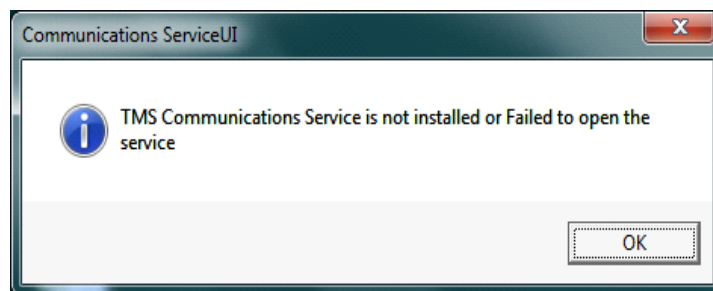 Communications ServiceUI
TMS Communications Service is not installed or Failed to open the
service
OK